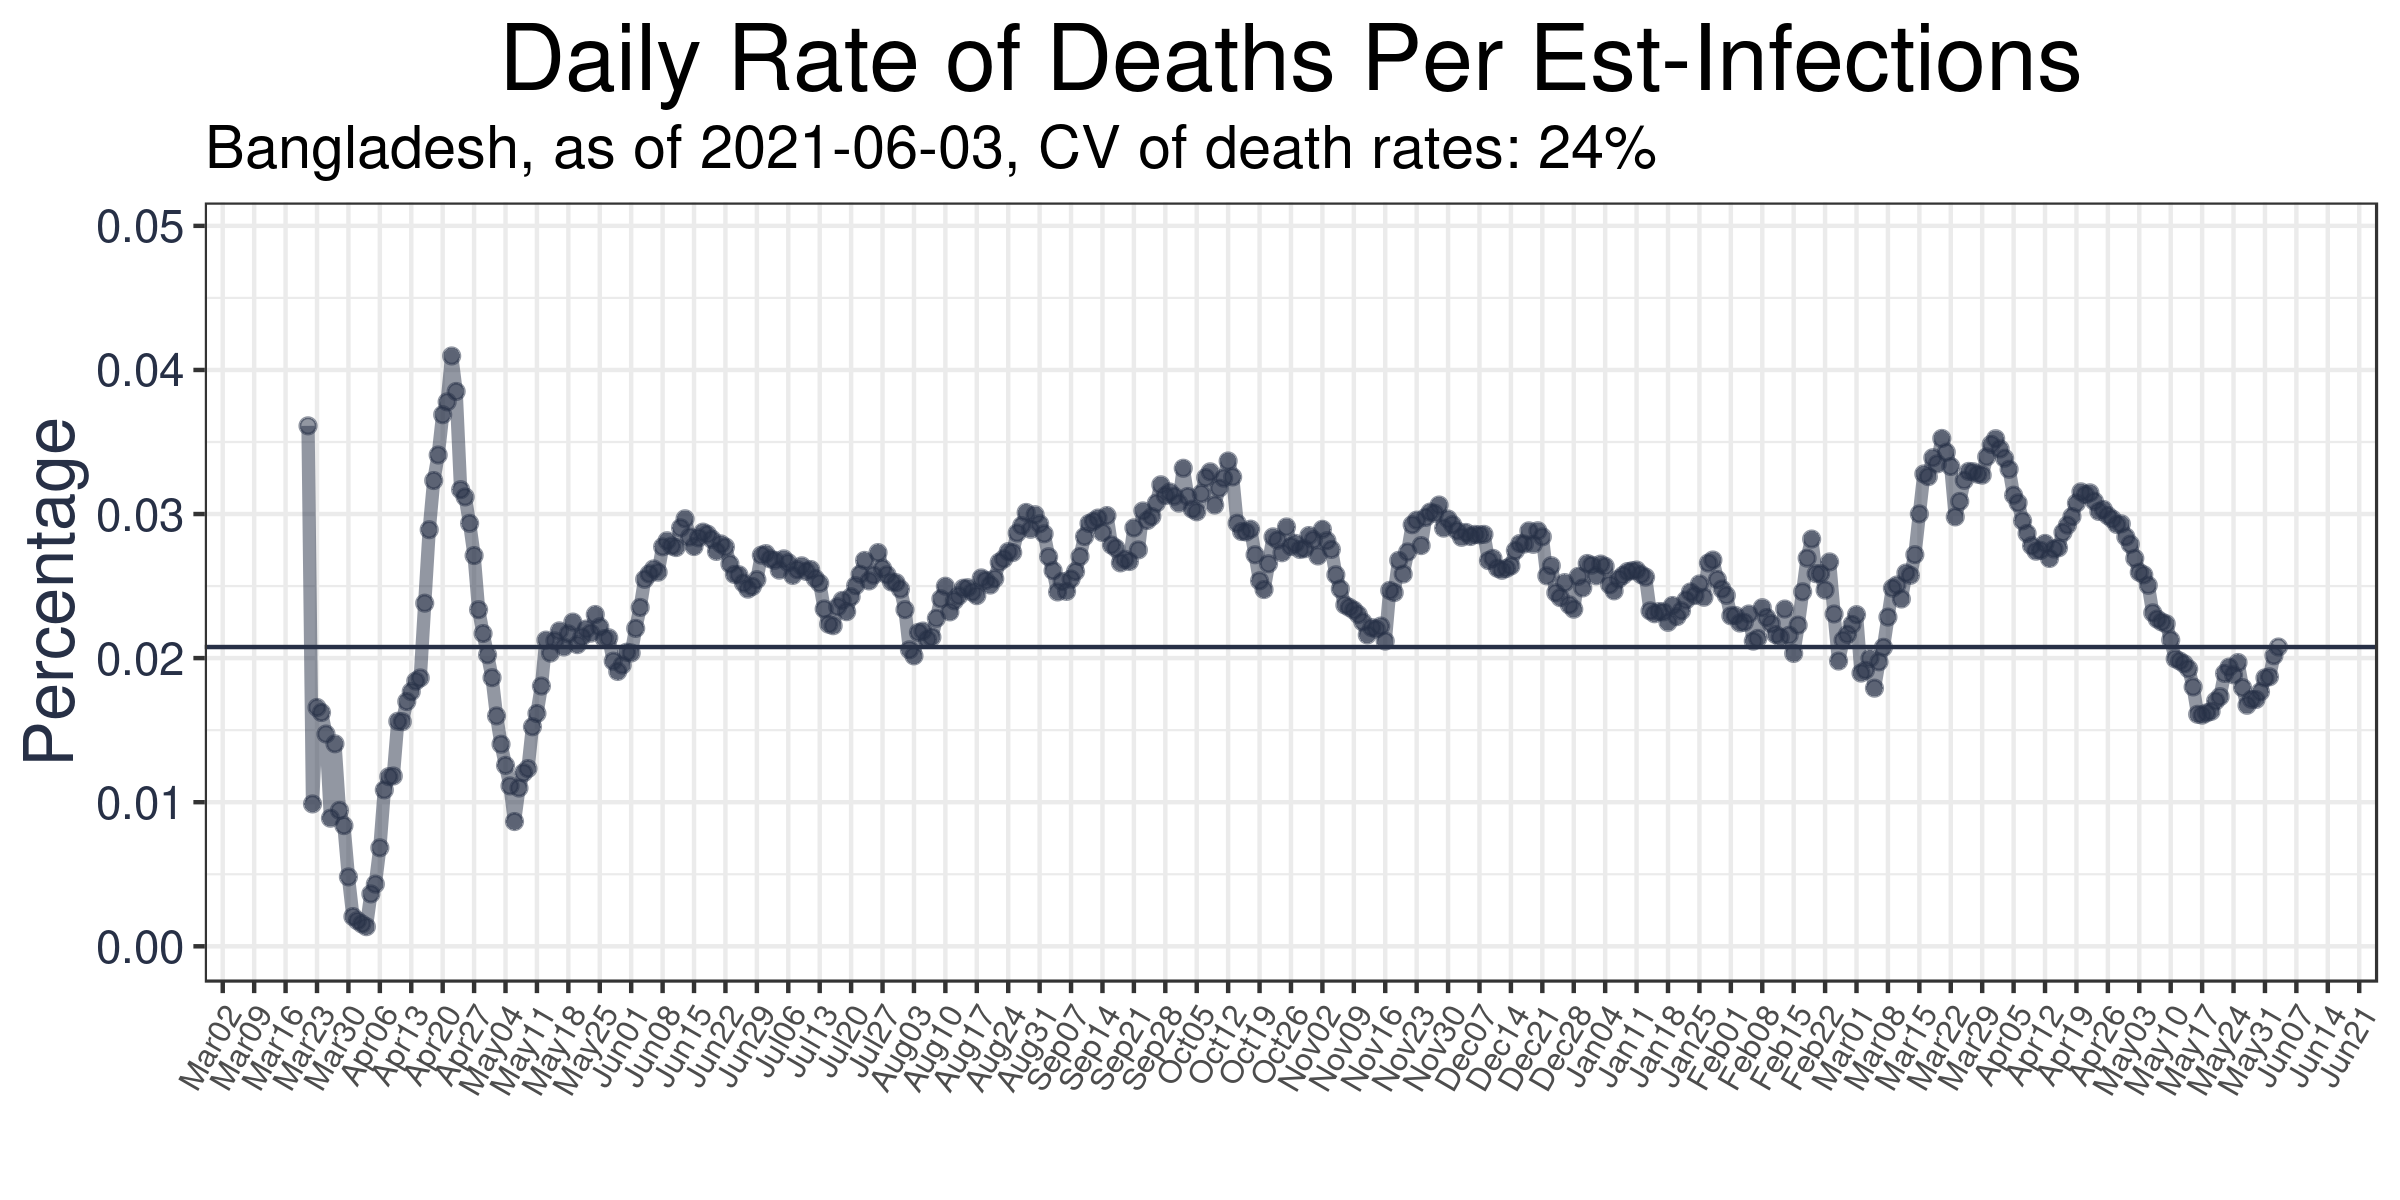 Daily Rate of Deaths Per Est-Infections
Bangladesh, as of 2021-06-03, CV of death rates: 24%
Percentage
0.05
0.04
0.03
0.02
0.01
0.00
Mar02
Mar09
Mar16
Mar23
Mar30
Apr06
Apr13
Apr20
Apr27
May04
May11
May18
May25
Jun01
Jun08
Jun15
Jun22
Jun29
Jul06
Jul13
Jul20
Jul27
Aug03
Aug10
Aug17
Aug24
Aug31
Sep07
Sep14
Sep21
Sep28
Oct05
Oct12
Oct19
Oct26
Nov02
Nov09
Nov16
Nov23
Nov30
Dec07
Dec14
Dec21
Dec28
Jan04
Jan11
Jan18
Jan25
Feb01
Feb08
Feb15
Feb22
Mar01
Mar08
Mar15
Mar22
Mar29
Apr05
Apr12
Apr19
Apr26
May03
May10
May17
May24
May31
Jun07
Jun14
Jun21